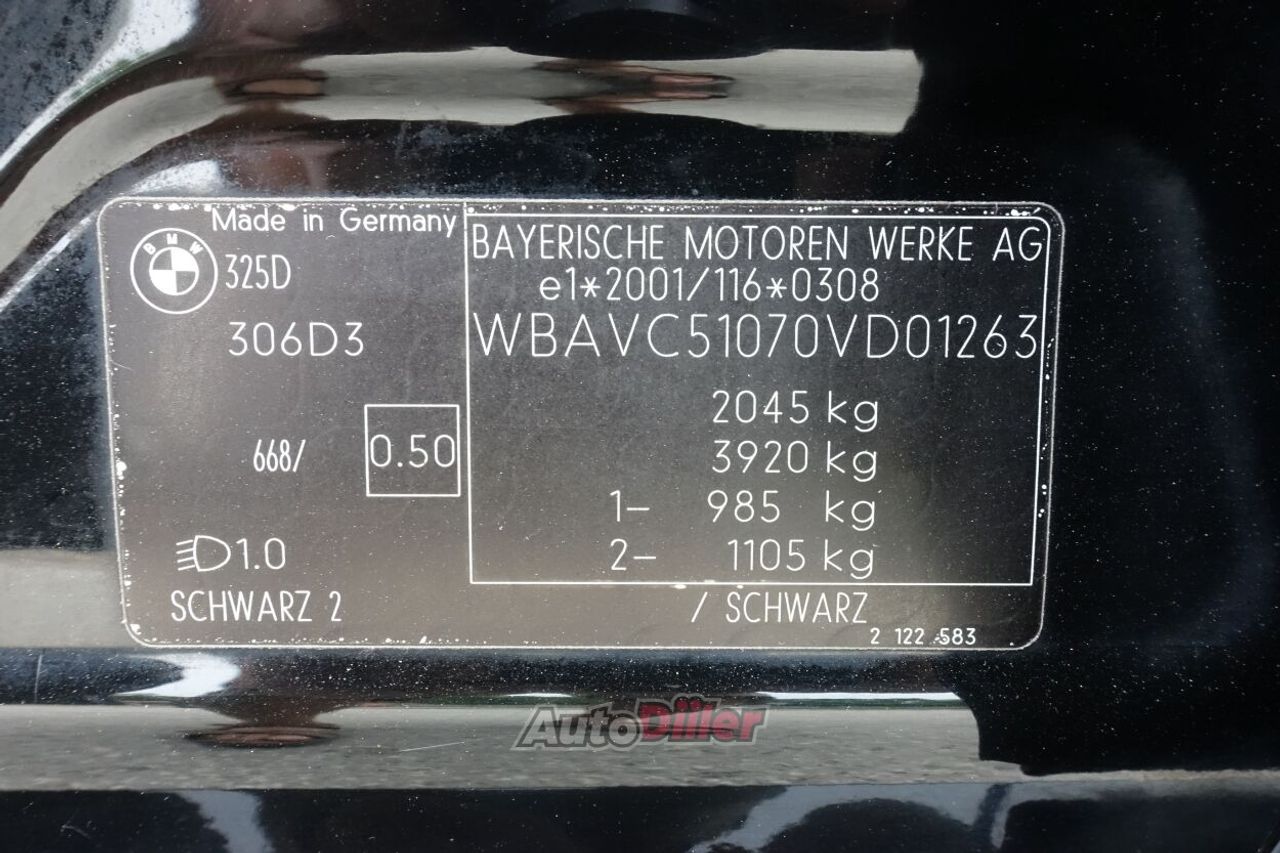 Made in Germany
BMW
325D
306D3
668/
0.50
1.0
SCHWARZ 2
BAYERISCHE MOTOREN WERKE AG
e1*2001/116*0308
WBAVC51070VD01263
2045 kg
3920 kg
1- 985 kg
2- 1105 kg
/ SCHWARZ
2 122 583
AutoDiler